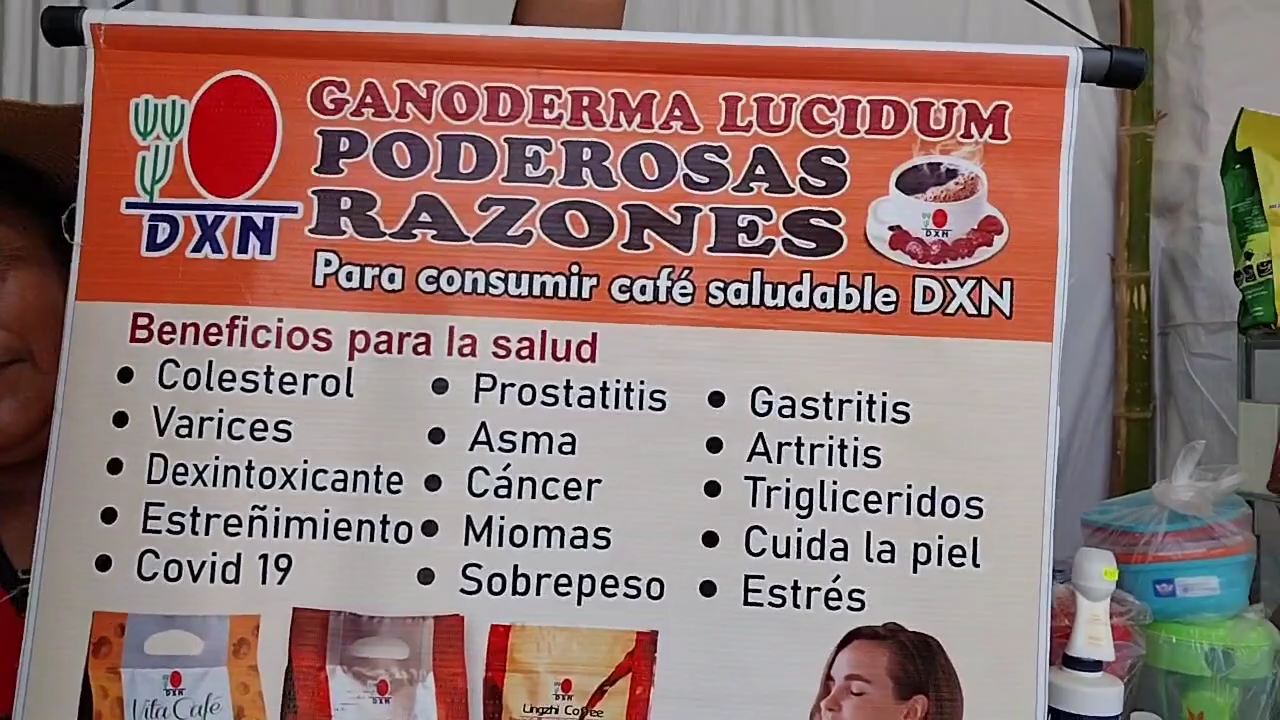 GANODERMA LUCIDUM
PODEROSAS
RAZONES
DXN
DXN
Para consumir café saludable DXN
Beneficios para la salud
• Colesterol
• Varices
• Dexintoxicante
• Estreñimiento
• Covid 19
• Prostatitis
• Asma
• Cáncer
• Miomas
• Sobrepeso
• Gastritis
• Artritis
• Trigliceridos
• Cuida la piel
• Estrés
DXN
Vita Café
DXN
DXN
Lingzhi Coffee